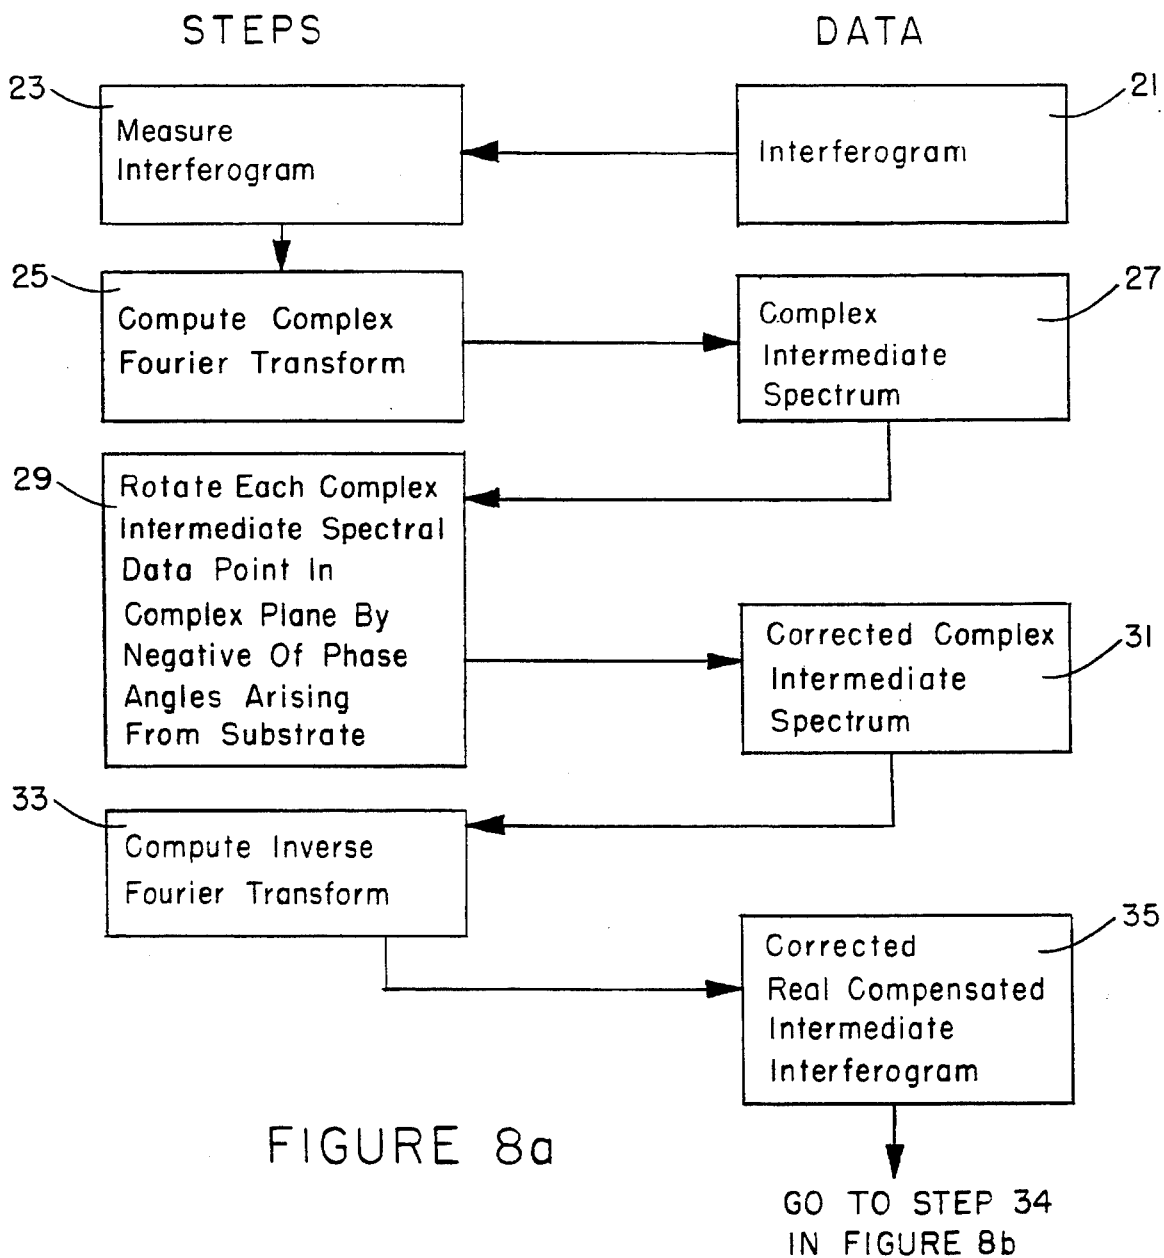 STEPS
DATA
23
Measure
Interferogram
21
Interferogram
25
Compute Complex
Fourier Transform
27
Complex
Intermediate
Spectrum
29
Rotate Each Complex
Intermediate Spectral
Data Point In
Complex Plane By
Negative Of Phase
Angles Arising
From Substrate
31
Corrected Complex
Intermediate
Spectrum
33
Compute Inverse
Fourier Transform
35
Corrected
Real Compensated
Intermediate
Interferogram
FIGURE 8a
GO TO STEP 34
IN FIGURE 8b